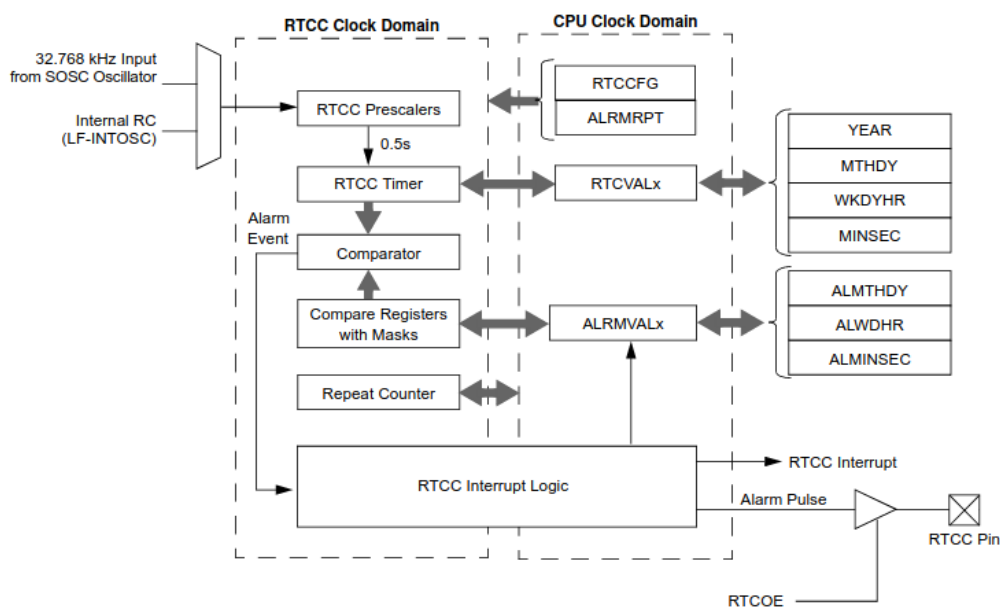 RTCC Clock Domain
CPU Clock Domain
32.768 kHz Input
from SOSC Oscillator
Internal RC
(LF-INTOSC)
RTCC Prescalers
0.5s
RTCC Timer
Alarm
Event
Comparator
Compare Registers
with Masks
Repeat Counter
RTCC Interrupt Logic
RTCCFG
ALRMRPT
RTCVALx
ALRMVALx
YEAR
MTHDY
WKDYHR
MINSEC
ALMTHDY
ALWDHR
ALMINSEC
RTCC Interrupt
Alarm Pulse
RTCC Pin
RTCOE